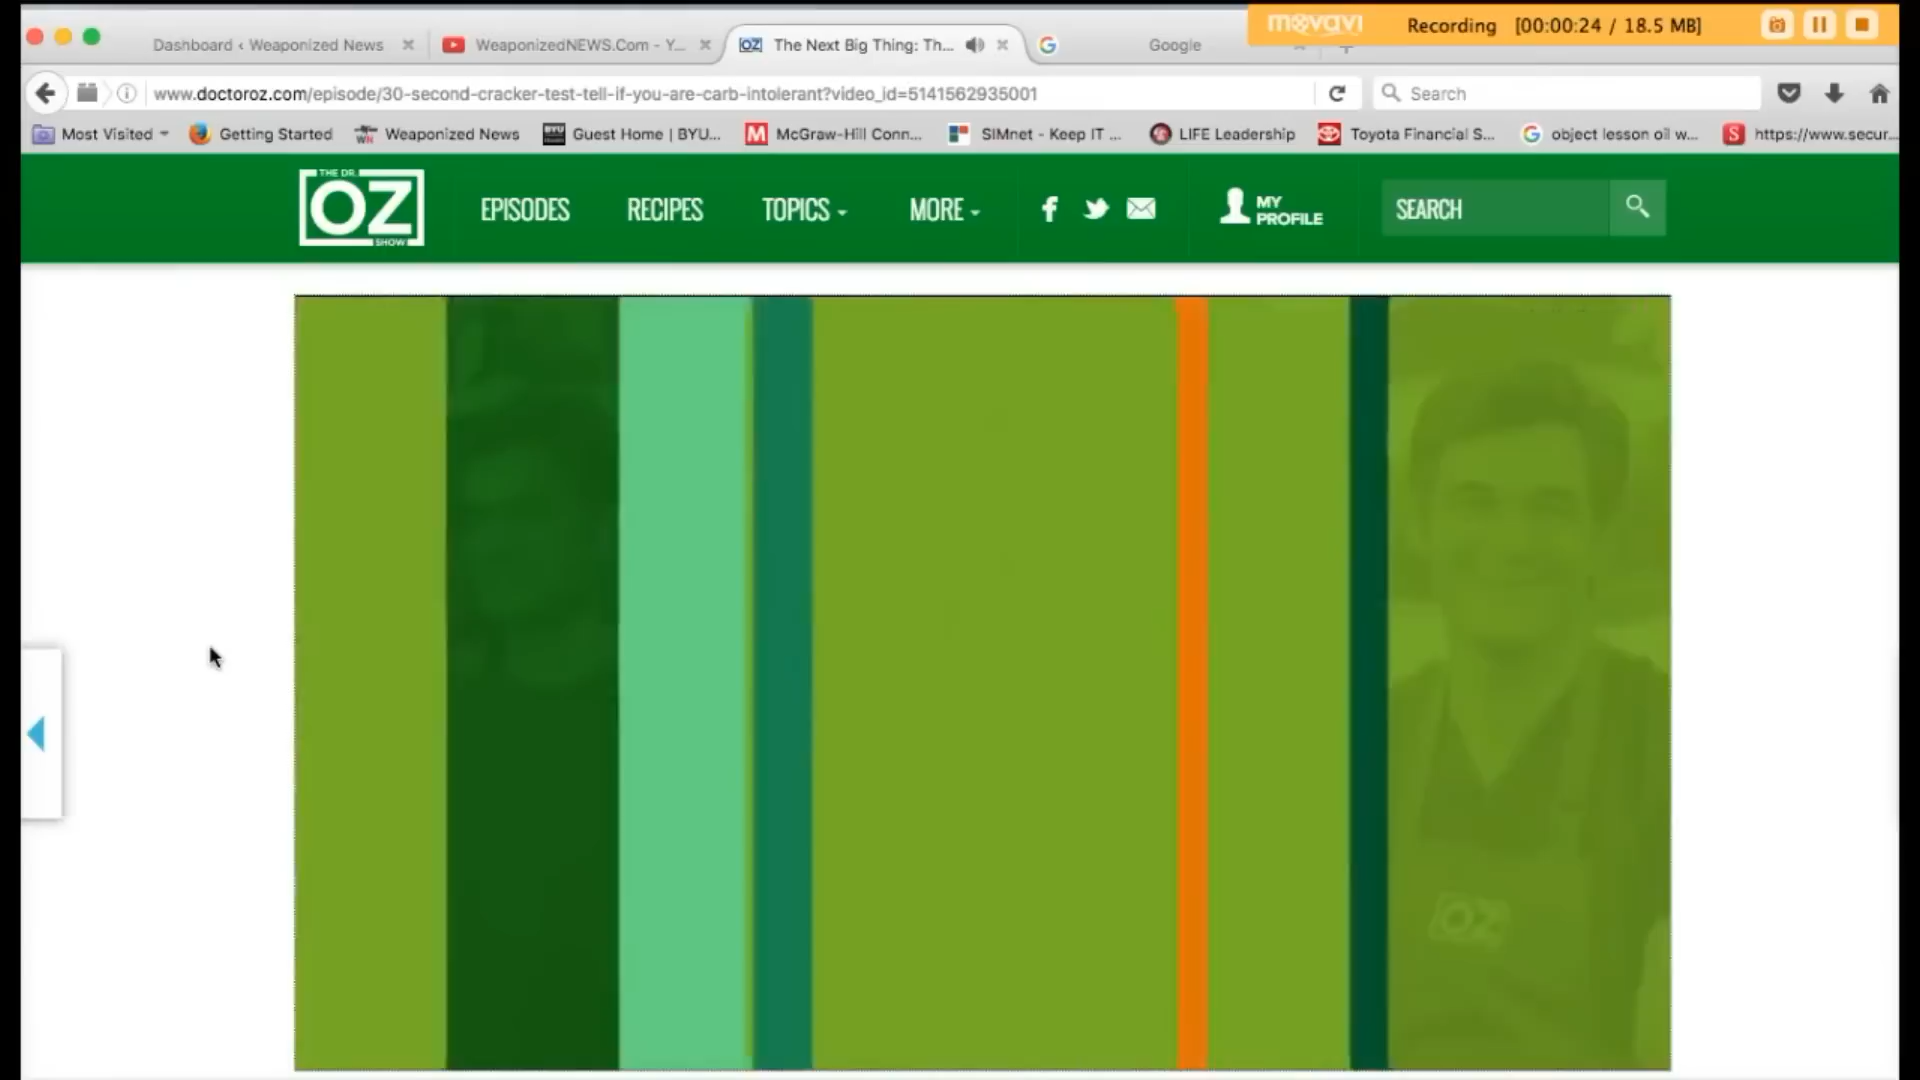 movavi Recording [00:00:24 / 18.5 MB]
Dashboard ‹ Weaponized News WeaponizedNEWS.Com - Y... OZ The Next Big Thing: Th... Google
www.doctoroz.com/episode/30-second-cracker-test-tell-if-you-are-carb-intolerant?video_id=5141562935001 Search
Most Visited Getting Started Weaponized News Guest Home | BYU... McGraw-Hill Conn... SIMnet - Keep IT ... LIFE Leadership Toyota Financial S... object lesson oil w... https://www.secur...
THE DR. OZ SHOW EPISODES RECIPES TOPICS MORE MY PROFILE SEARCH
OZ